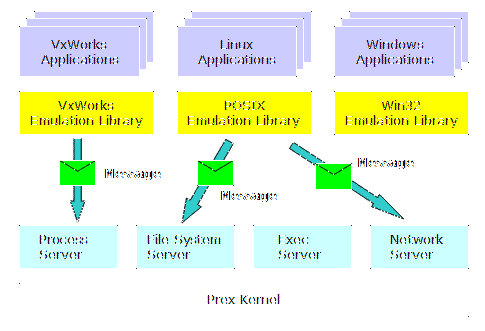 VxWorks
Applications
Linux
Applications
Windows
Applications
VxWorks
Emulation Library
POSIX
Emulation Library
Win32
Emulation Library
Message
Message
Message
Process
Server
File System
Server
Exec
Server
Network
Server
Prex Kernel